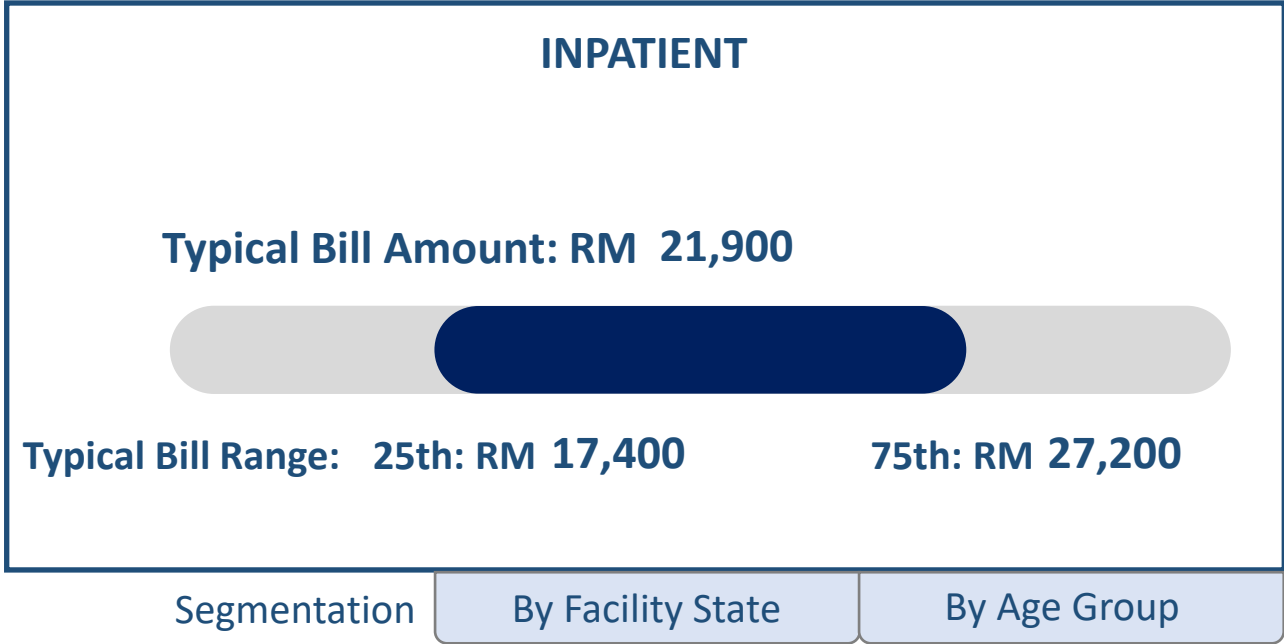 INPATIENT
Typical Bill Amount: RM 21,900
Typical Bill Range: 25th: RM 17,400 75th: RM 27,200
Segmentation By Facility State By Age Group